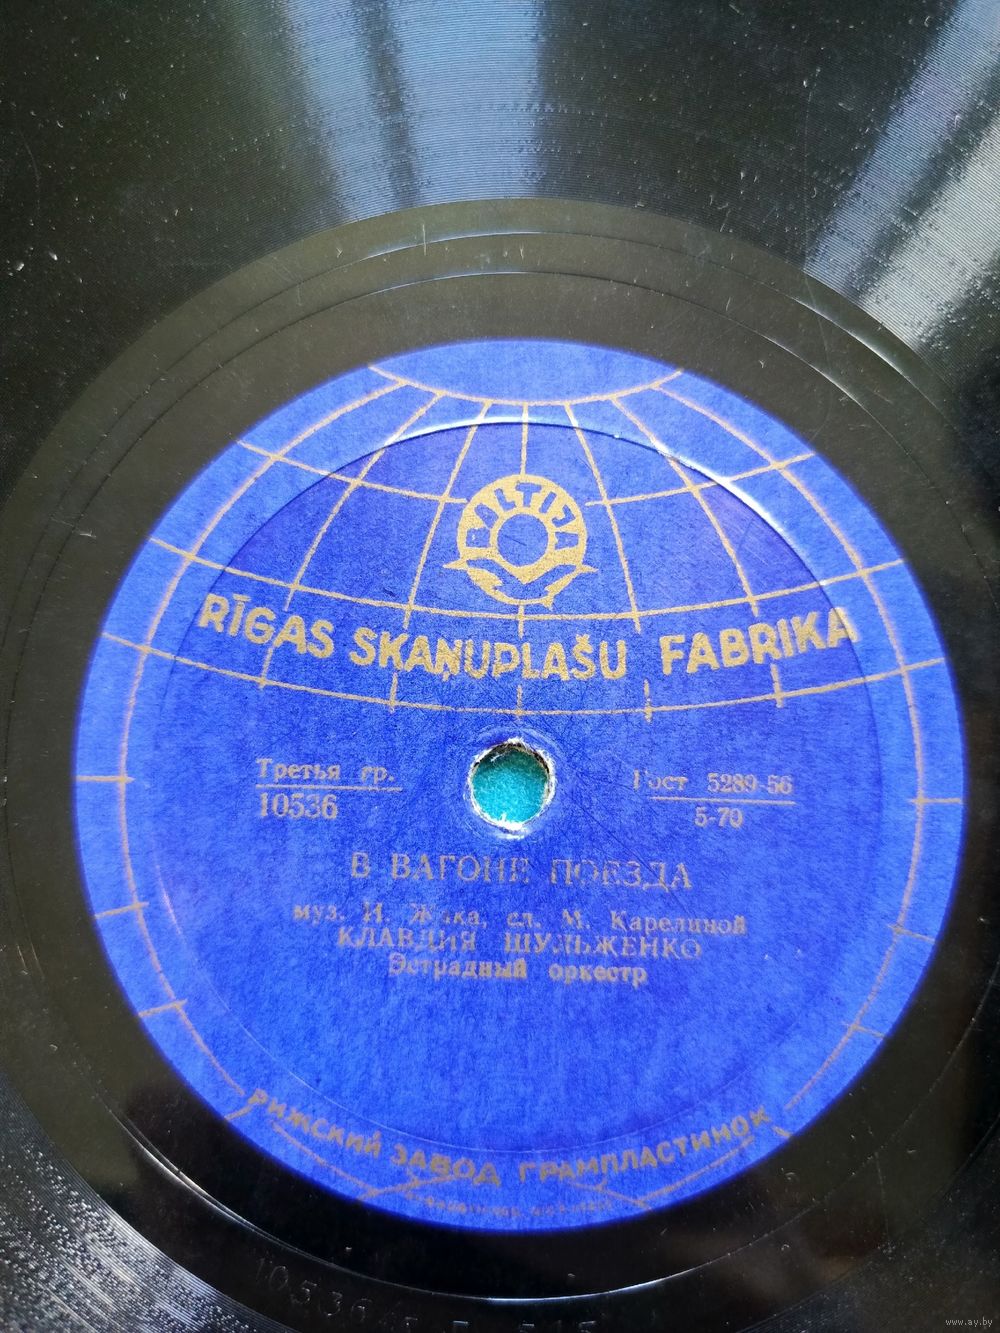 BALTIJA
RĪGAS SKAŅUPLAŠU FABRIKA
Третья гр.
10536
Гост 5289-56
5-70
В ВАГОНЕ ПОЕЗДА
муз. И. Жака, сл. М. Карелиной
КЛАВДИЯ ШУЛЬЖЕНКО
Эстрадный оркестр
РИЖСКИЙ ЗАВОД ГРАМПЛАСТИНОК
10536
www.ay.by